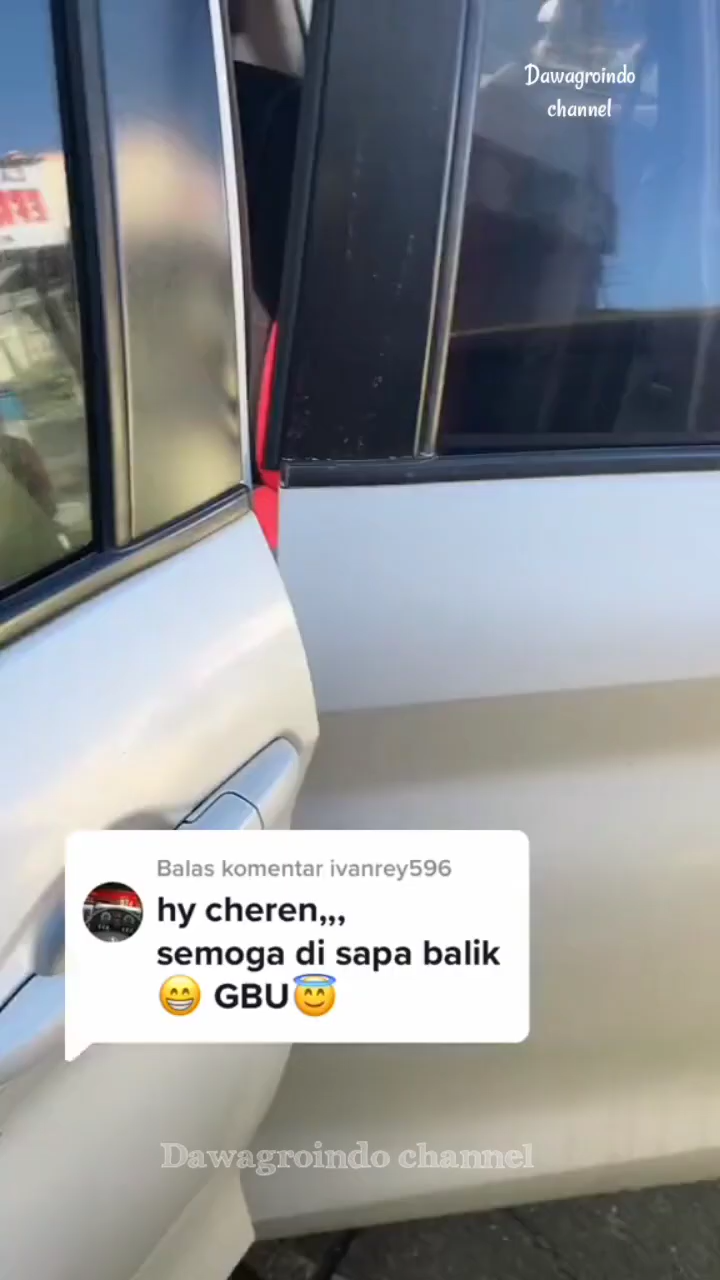 Dawagroindo
channel
Balas komentar ivanrey596
hy cheren,,,
semoga di sapa balik
😁 GBU😇
Dawagroindo channel